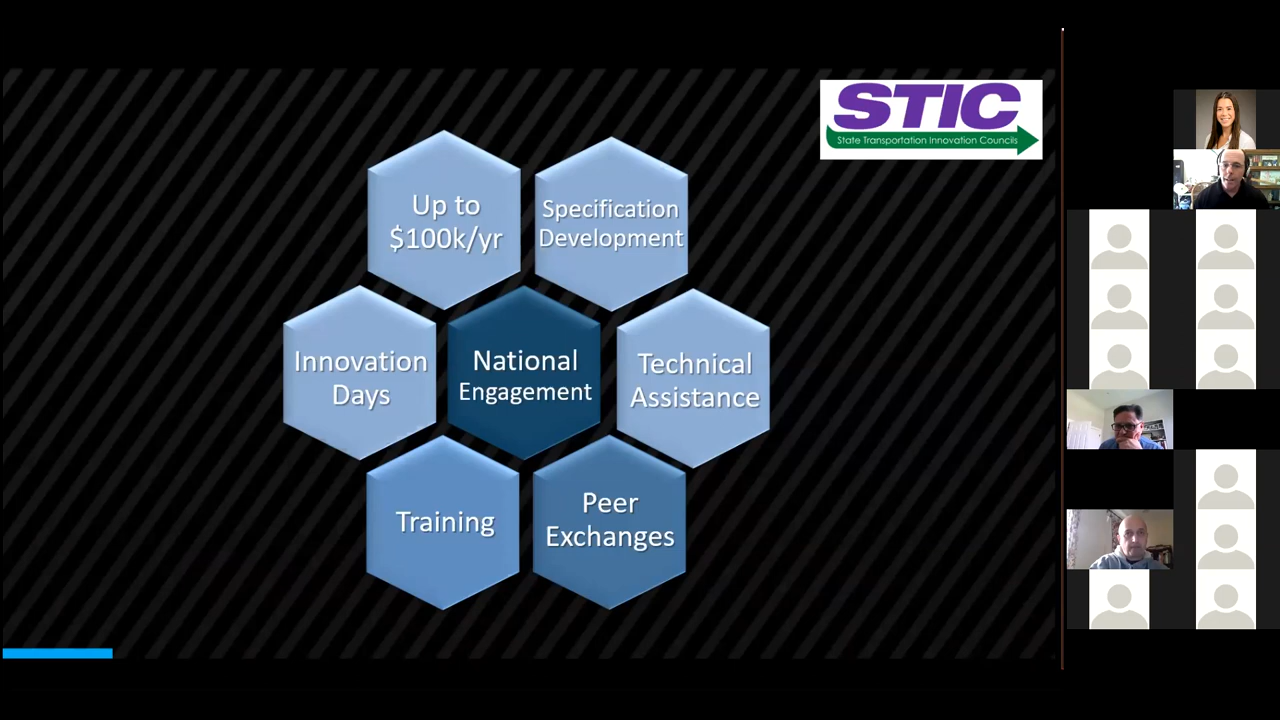 STIC
State Transportation Innovation Councils
Up to
$100k/yr
Specification
Development
Innovation
Days
National
Engagement
Technical
Assistance
Training
Peer
Exchanges